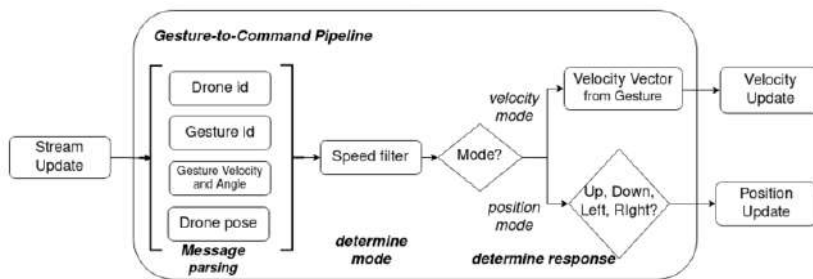 Gesture-to-Command Pipeline
Stream
Update
Drone id
Gesture id
Gesture Velocity
and Angle
Drone pose
Message
parsing
Speed filter
determine
mode
Mode?
velocity
mode
position
mode
Velocity Vector
from Gesture
Up, Down,
Left, RIght?
determine response
Velocity
Update
Position
Update